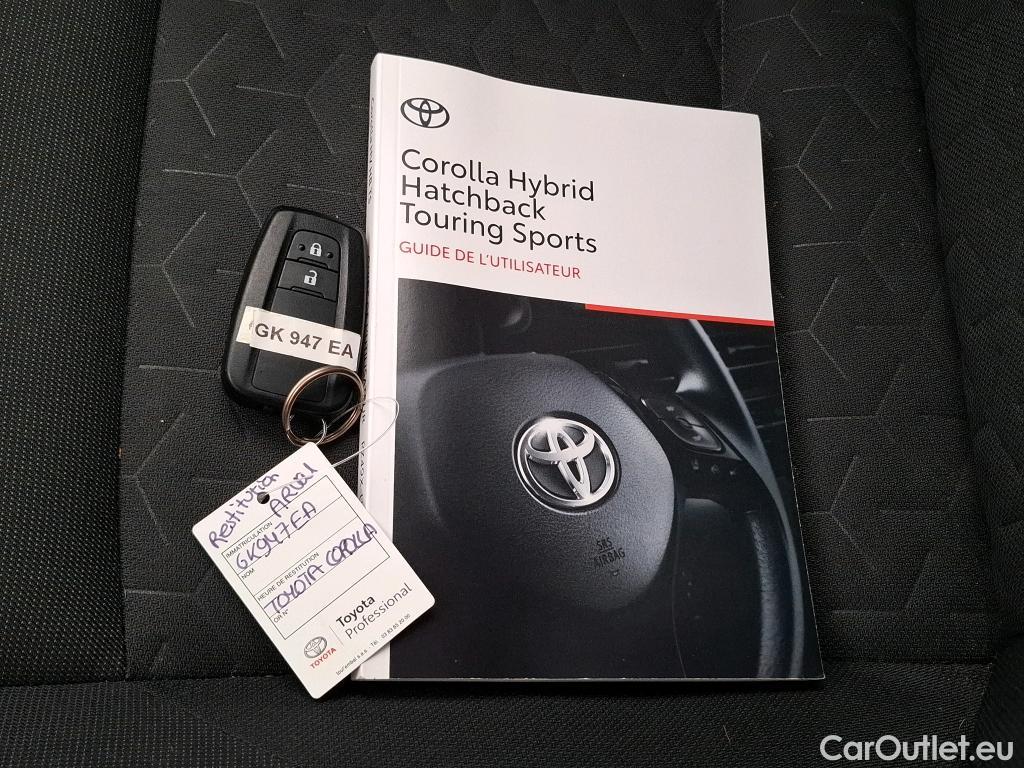 Corolla Hybrid
Hatchback
Touring Sports
GUIDE DE L'UTILISATEUR
SRS
AIRBAG
GK 947 EA
Restitution
ARVAL
IMMATRICULATION
GK947EA
NOM
HEURE DE RESTITUTION
TOYOTA COROLLA
OR N°
Toyota
Professional
TOYOTA
CarOutlet.eu